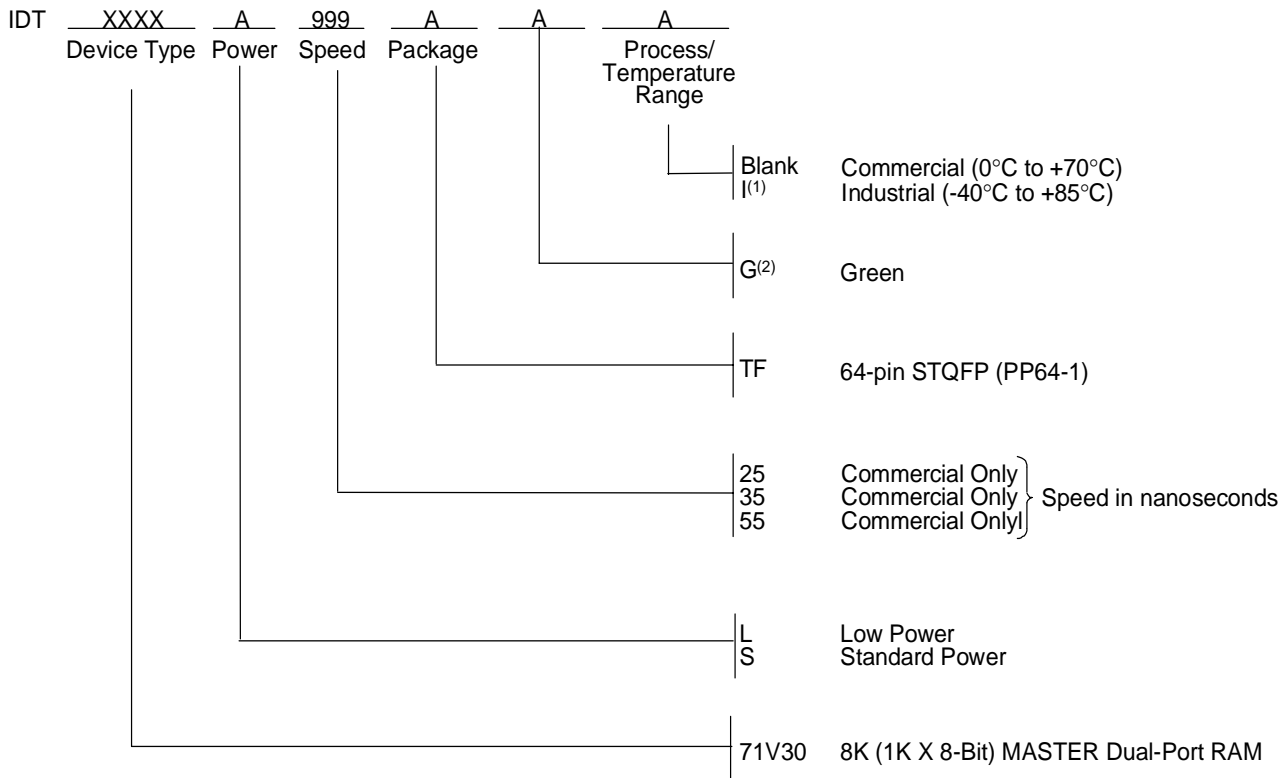 IDT XXXX A 999 A A A
Device Type Power Speed Package Process/
Temperature
Range
Blank Commercial (0°C to +70°C)
I(1) Industrial (-40°C to +85°C)
G(2) Green
TF 64-pin STQFP (PP64-1)
25 Commercial Only
35 Commercial Only Speed in nanoseconds
55 Commercial Onlyl
L Low Power
S Standard Power
71V30 8K (1K X 8-Bit) MASTER Dual-Port RAM